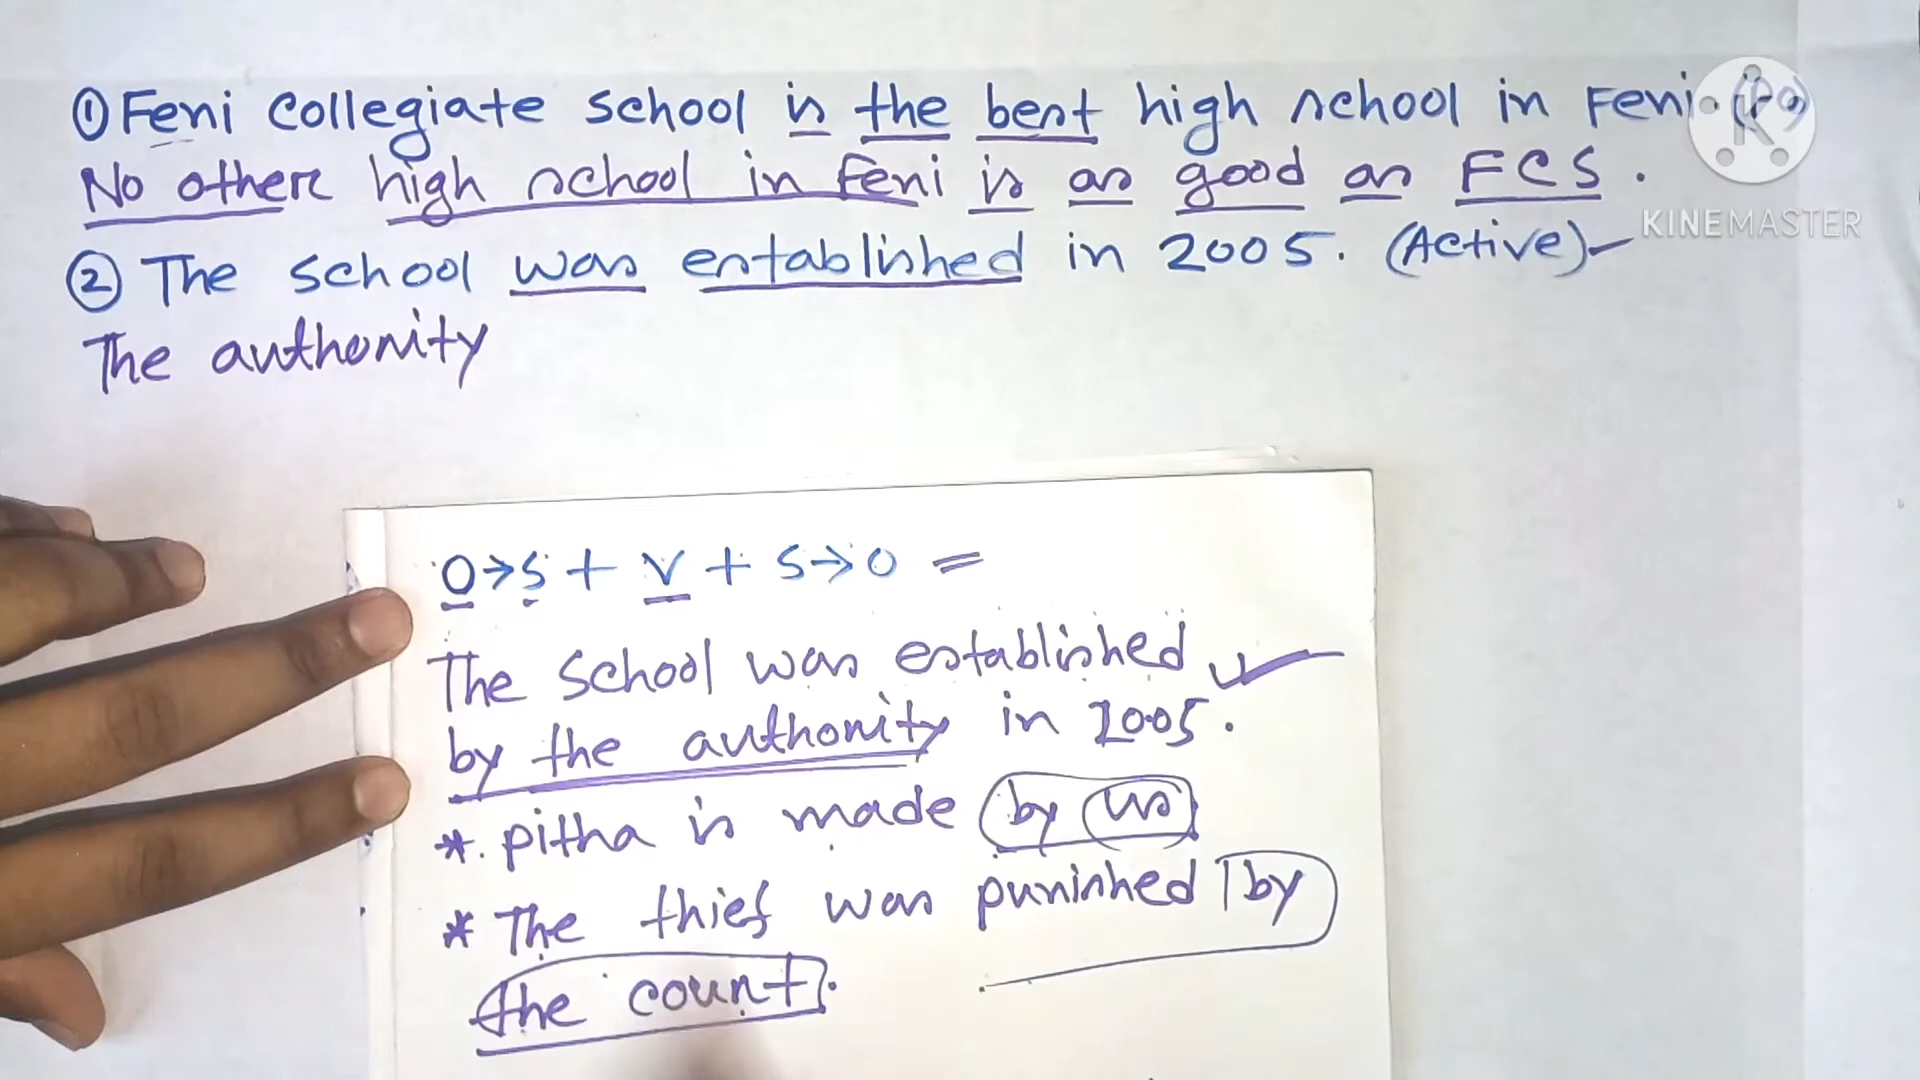 ① Feni Collegiate School is the best high school in Feni.
No other high school in Feni is as good as FCS.
② The school was established in 2005. (Active)
The authority
KINEMASTER
O→S + V + S→O =
The School was established
by the authority in 2005.
*. pitha is made by us
* The thief was punished by
the court.